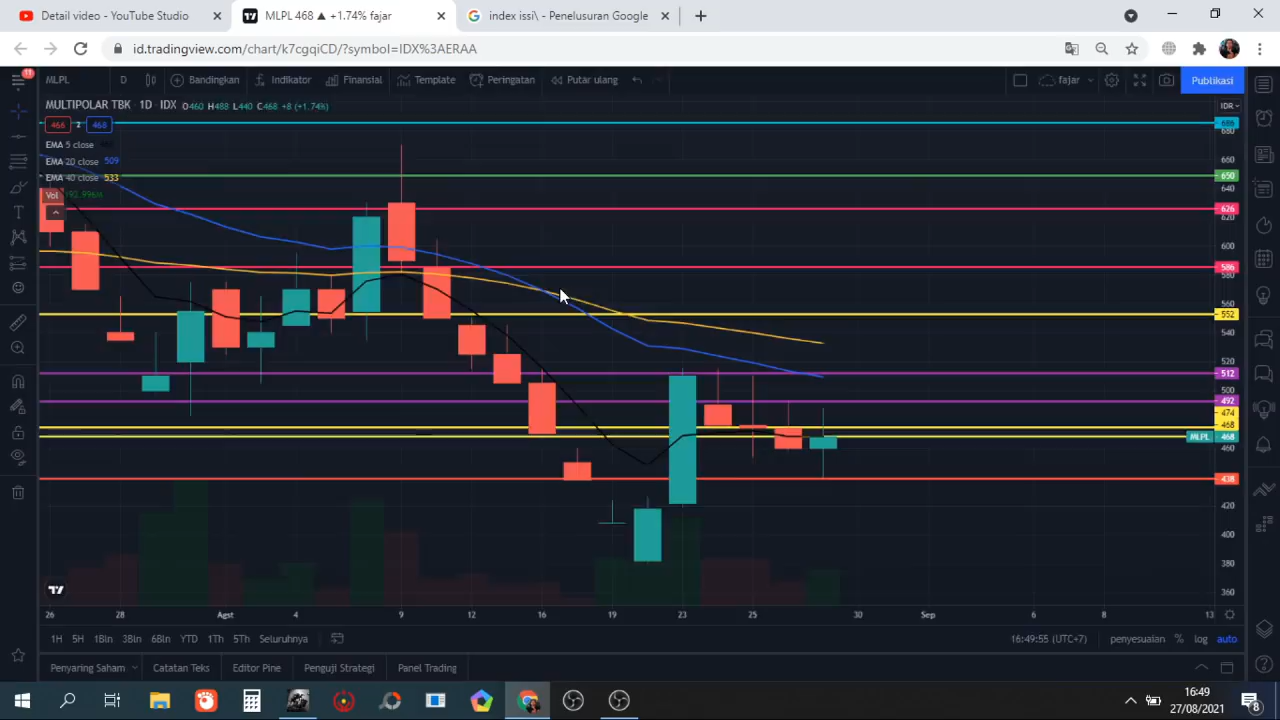 Detail video - YouTube Studio
MLPL 468 ▲ +1.74% fajar
index issi\ - Penelusuran Google
id.tradingview.com/chart/k7cgqiCD/?symbol=IDX%3AERAA
11
MLPL D Bandingkan Indikator Finansial Template Peringatan Putar ulang fajar Publikasi
MULTIPOLAR TBK · 1D · IDX O460 H488 L440 C468 +8 (+1.74%)
IDR
466 2 468
EMA 5 close
EMA 20 close 509
EMA 40 close 533
Vol 192.996M
686
680
660
650
640
626
620
600
586
560
552
540
520
512
500
492
474
468
MLPL 468
460
438
420
400
380
360
26 28 Agst 4 9 12 16 19 23 25 30 Sep 6 8 13
1H 5H 1Bln 3Bln 6Bln YTD 1Th 5Th Seluruhnya 16:49:55 (UTC+7) penyesuaian % log auto
Penyaring Saham Catatan Teks Editor Pine Penguji Strategi Panel Trading
16:49
27/08/2021
8